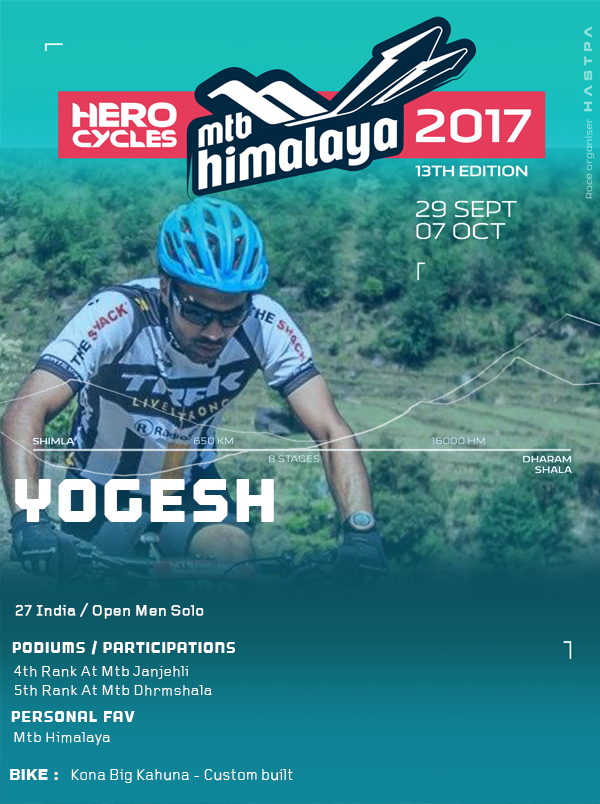 HERO
CYCLES
mtb
himalaya
2017
13TH EDITION
29 SEPT
07 OCT
Race organiser HASTPA
THE SHACK
THE SHACK
TREK
LIVESTRONG
SHIMLA
650 KM
16000 HM
8 STAGES
DHARAM
SHALA
YOGESH
27 India / Open Men Solo
PODIUMS / PARTICIPATIONS
4th Rank At Mtb Janjehli
5th Rank At Mtb Dhrmshala
PERSONAL FAV
Mtb Himalaya
BIKE : Kona Big Kahuna - Custom built